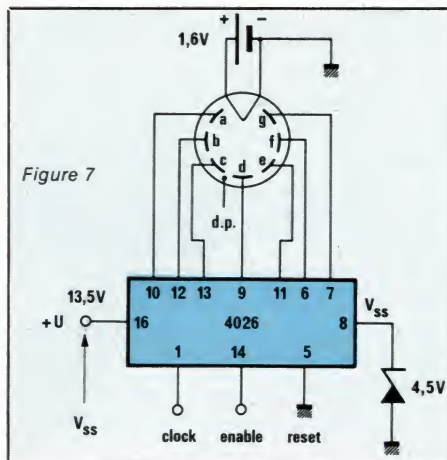 + −
1,6V
a g
b f
c e
d
Figure 7
d.p.
10 12 13 9 11 6 7
13,5V
+U
16 4026 8
V_SS
1 14 5
4,5V
V_SS
clock enable reset